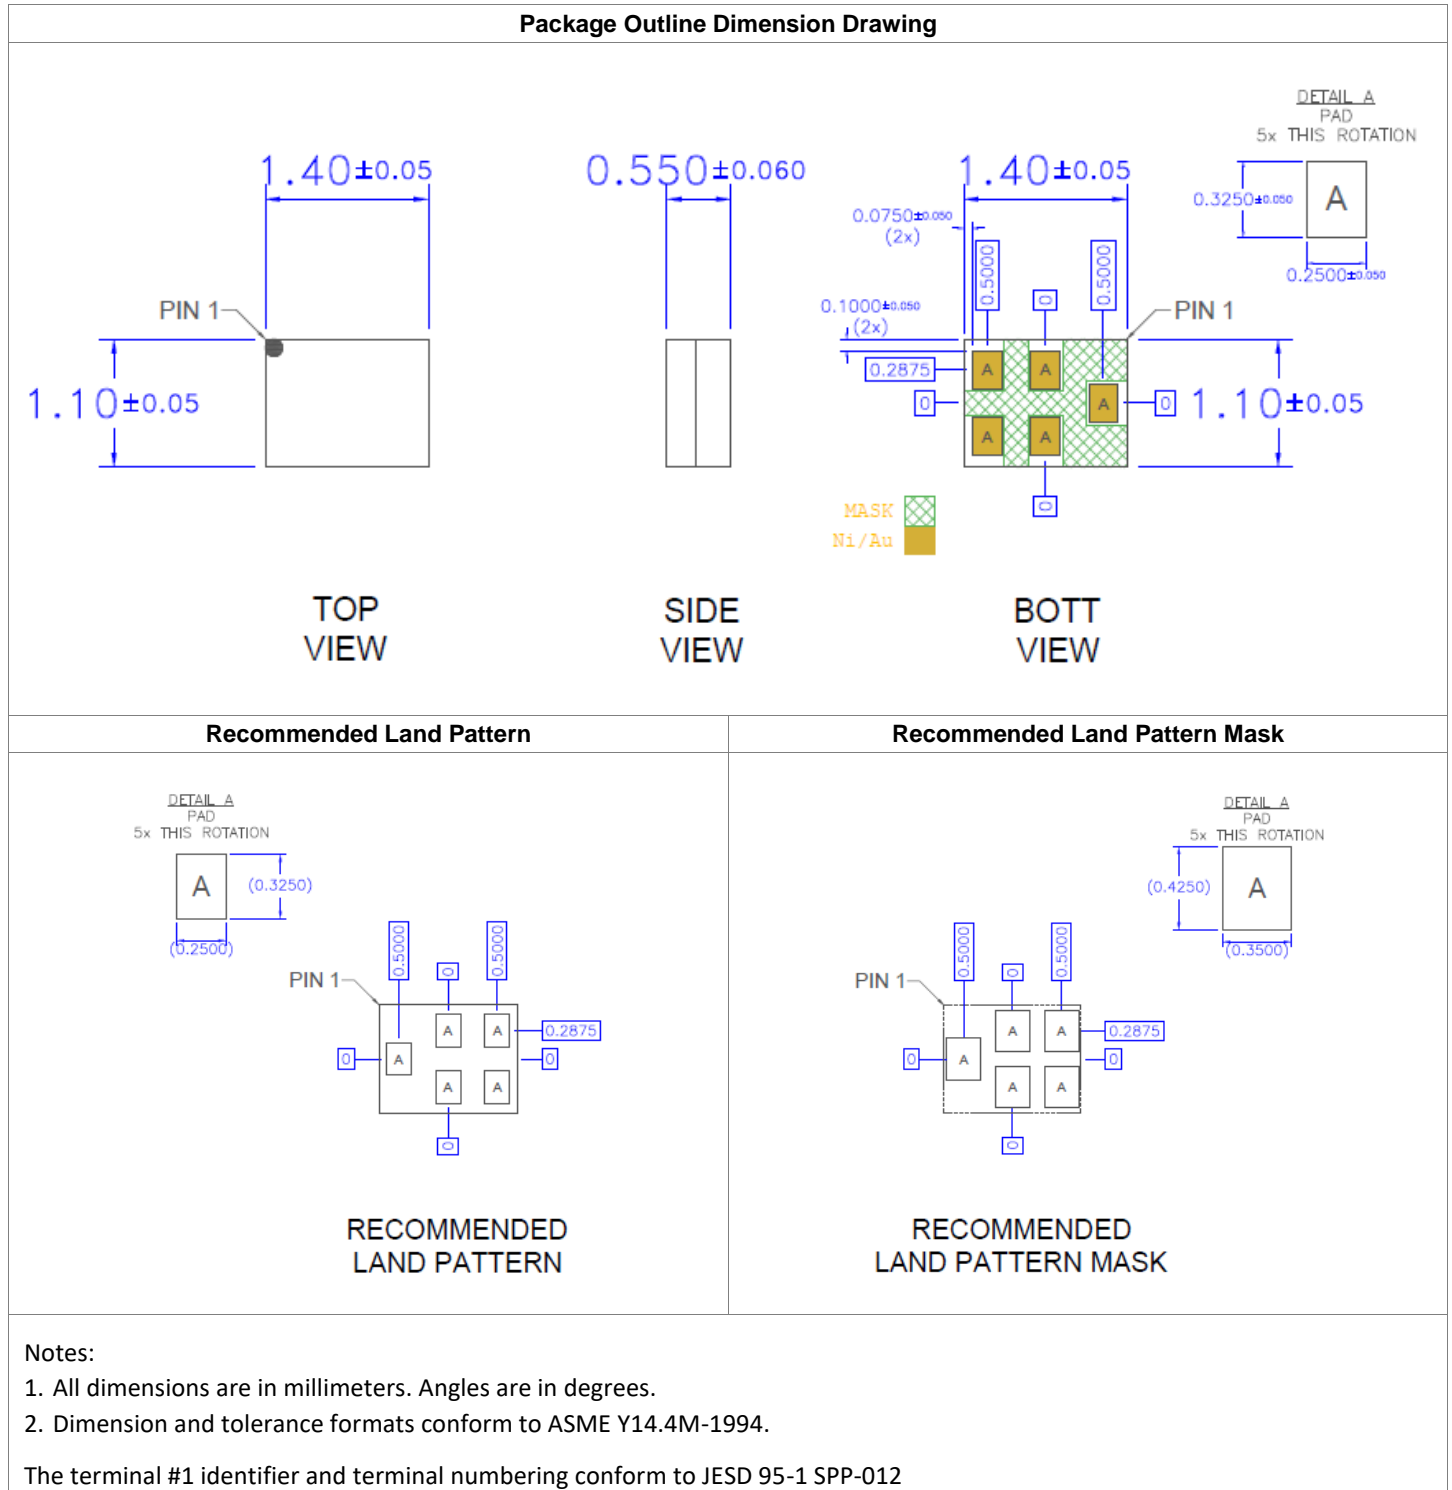 Package Outline Dimension Drawing
DETAIL A
PAD
5x THIS ROTATION
1.40±0.05
0.550±0.060
1.40±0.05
0.3250±0.050
A
0.2500±0.050
0.0750±0.050
(2x)
0.5000
0
0.5000
0.1000±0.050
(2x)
PIN 1
PIN 1
0.2875
A
A
0
A
0
1.10±0.05
1.10±0.05
A
A
0
MASK
Ni/Au
TOP
VIEW
SIDE
VIEW
BOTT
VIEW
Recommended Land Pattern
DETAIL A
PAD
5x THIS ROTATION
A
(0.3250)
(0.2500)
0.5000
0
0.5000
PIN 1
A
A
0.2875
0
A
0
A
A
0
RECOMMENDED
LAND PATTERN
Recommended Land Pattern Mask
DETAIL A
PAD
5x THIS ROTATION
(0.4250)
A
(0.3500)
0.5000
0
0.5000
PIN 1
A
A
0.2875
0
A
0
A
A
0
RECOMMENDED
LAND PATTERN MASK
Notes:
1. All dimensions are in millimeters. Angles are in degrees.
2. Dimension and tolerance formats conform to ASME Y14.4M-1994.
The terminal #1 identifier and terminal numbering conform to JESD 95-1 SPP-012